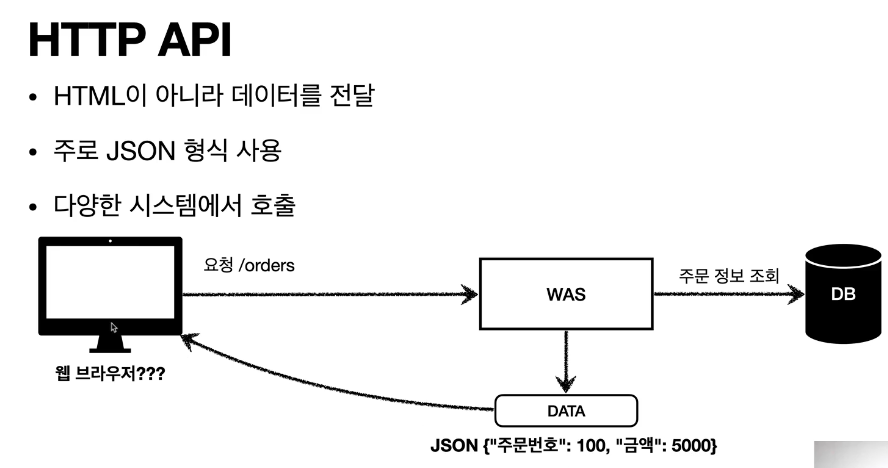 HTTP API
• HTML이 아니라 데이터를 전달
• 주로 JSON 형식 사용
• 다양한 시스템에서 호출
요청 /orders
주문 정보 조회
WAS
DB
웹 브라우저???
DATA
JSON {"주문번호": 100, "금액": 5000}